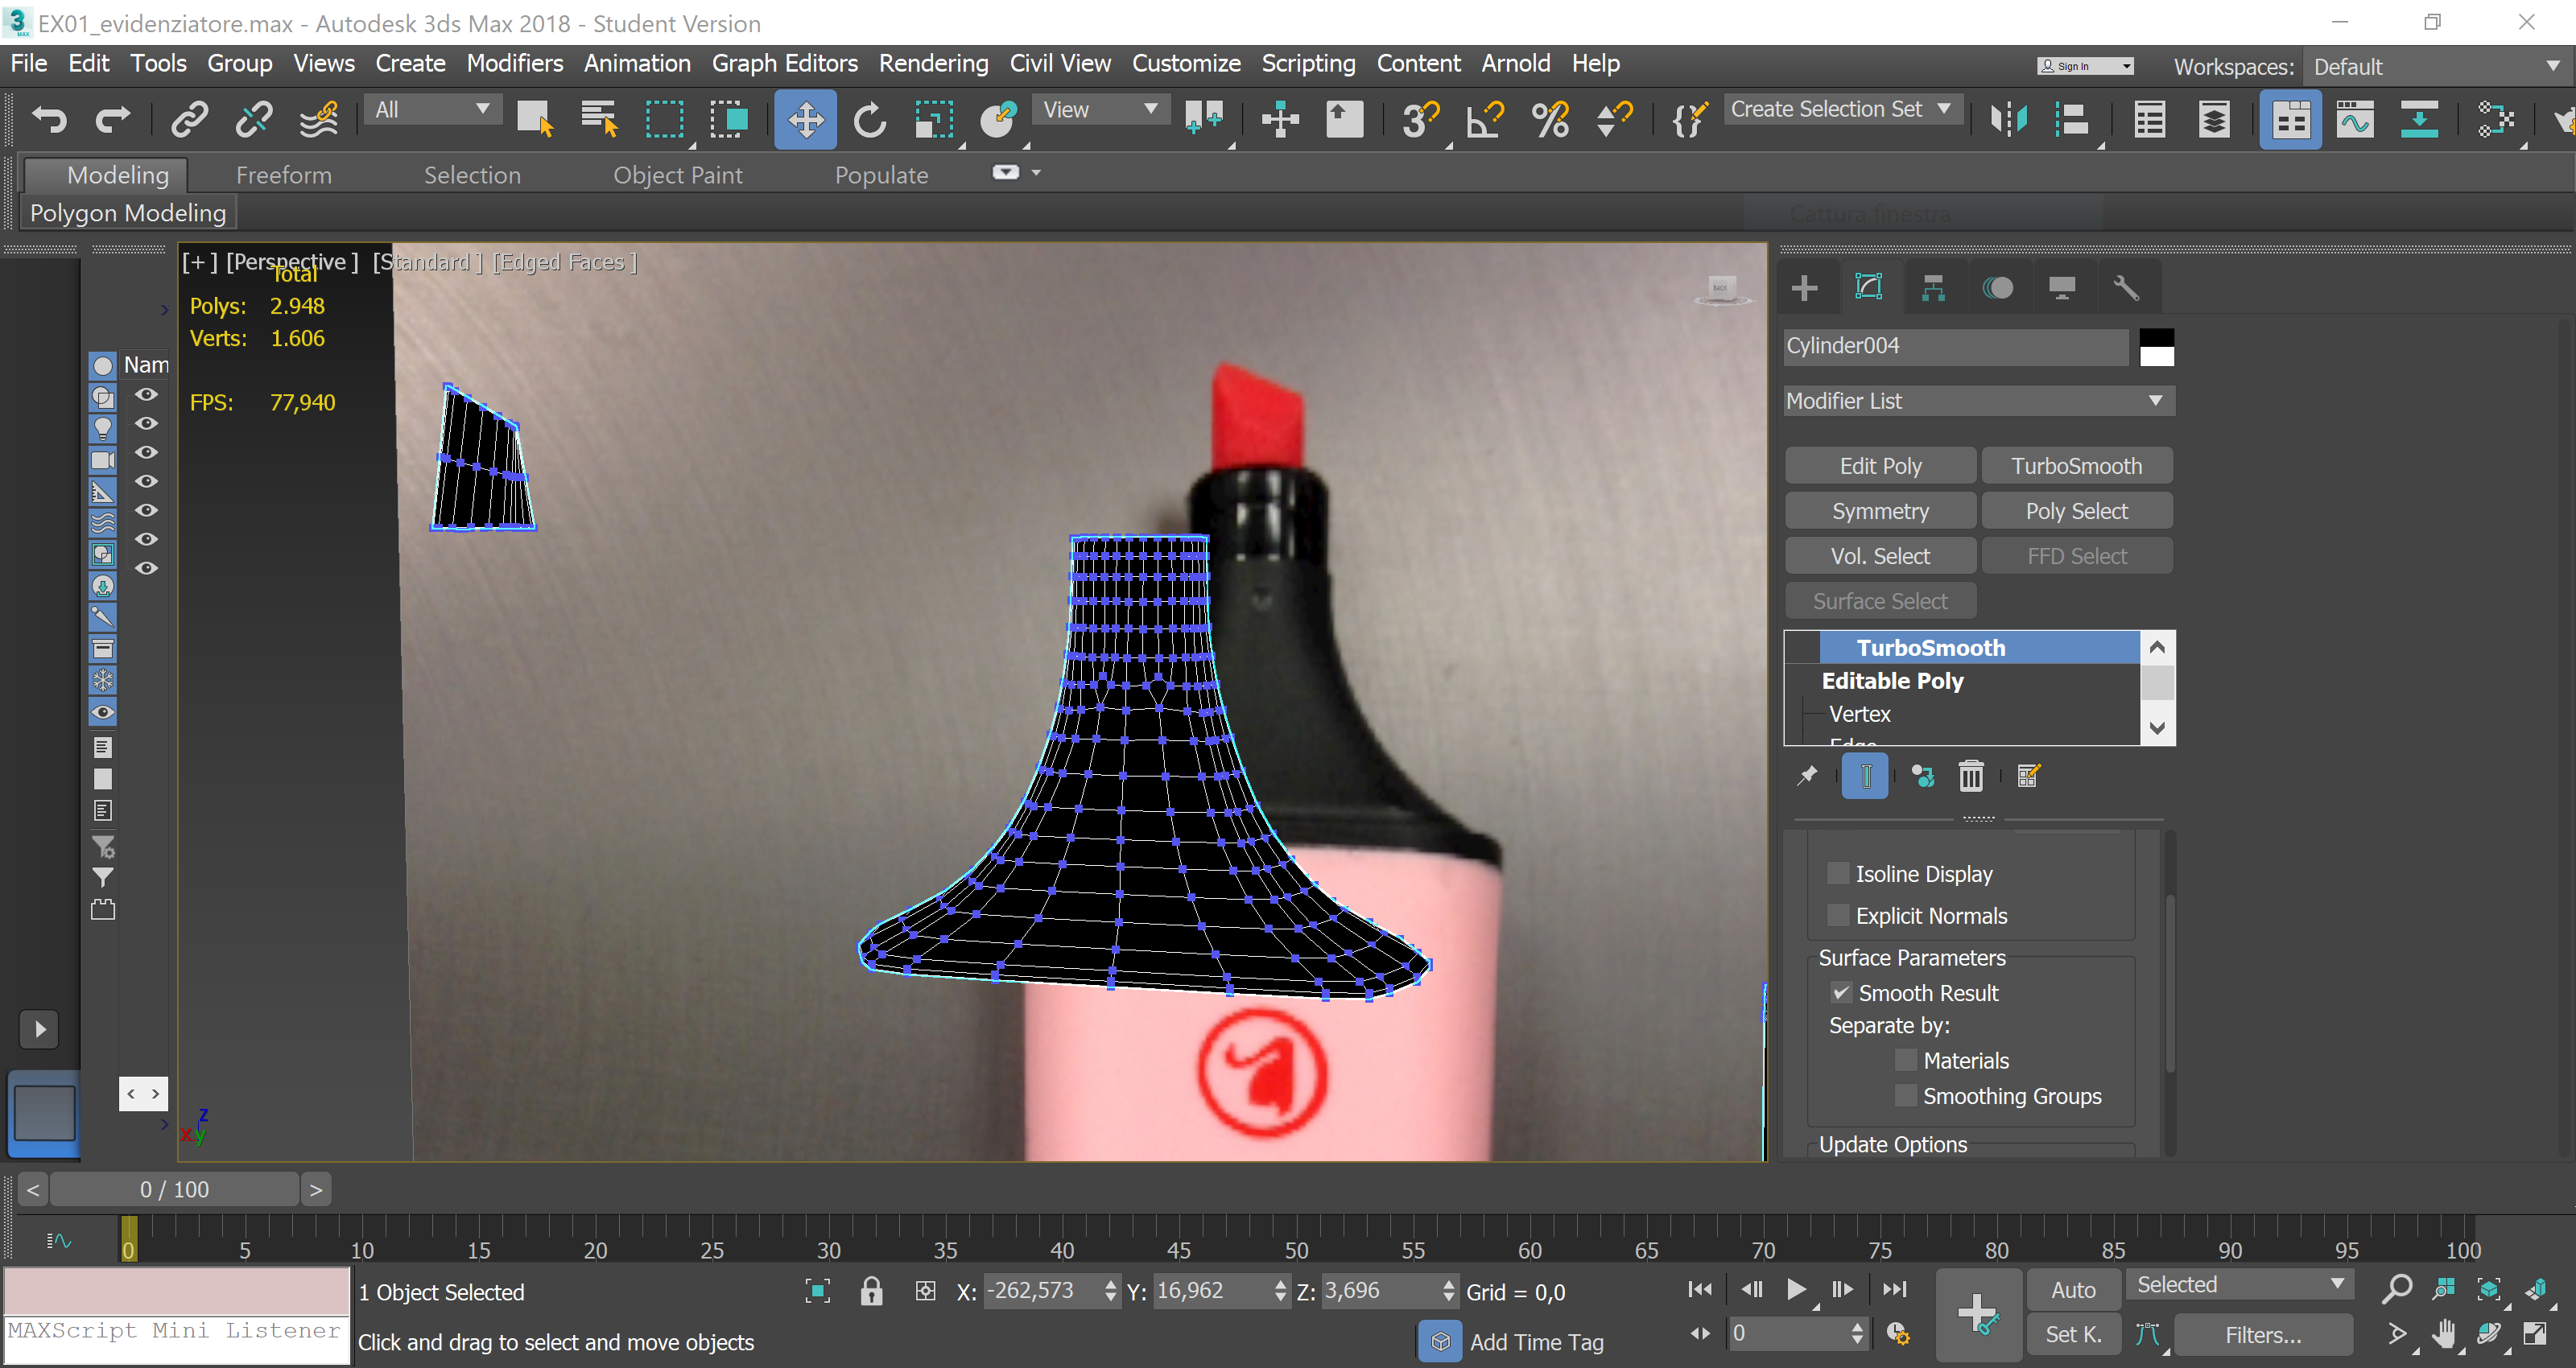 EX01_evidenziatore.max - Autodesk 3ds Max 2018 - Student Version
File Edit Tools Group Views Create Modifiers Animation Graph Editors Rendering Civil View Customize Scripting Content Arnold Help
Sign In
Workspaces: Default
All
View
Create Selection Set
Modeling Freeform Selection Object Paint Populate
Polygon Modeling
Cattura finestra
[+] [Perspective] [Standard] [Edged Faces]
Total
Polys: 2.948
Verts: 1.606
FPS: 77,940
Nam
Cylinder004
Modifier List
Edit Poly TurboSmooth
Symmetry Poly Select
Vol. Select FFD Select
Surface Select
TurboSmooth
Editable Poly
Vertex
Edge
Isoline Display
Explicit Normals
Surface Parameters
Smooth Result
Separate by:
Materials
Smoothing Groups
Update Options
z
x y
< >
< 0 / 100 >
0 5 10 15 20 25 30 35 40 45 50 55 60 65 70 75 80 85 90 95 100
1 Object Selected
X: -262,573 Y: 16,962 Z: 3,696 Grid = 0,0
Auto Selected
MAXScript Mini Listener
Click and drag to select and move objects
Add Time Tag
0
Set K. Filters...